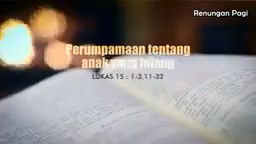 Renungan Pagi
Perumpamaan tentang
anak yang hilang
LUKAS 15 : 1-3.11-32